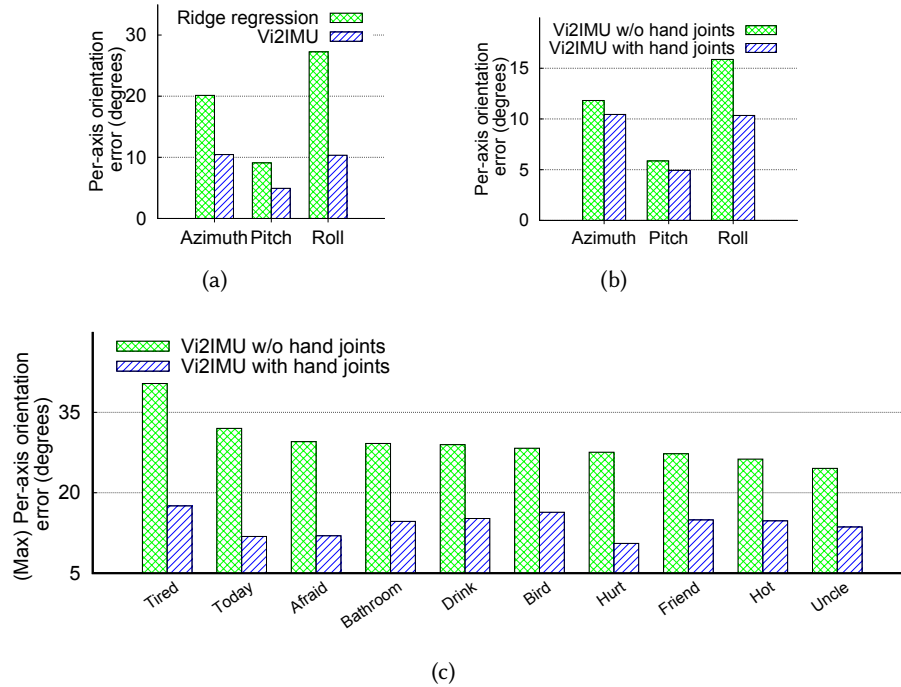 Ridge regression
Vi2IMU
Per-axis orientation
error (degrees)
30
20
10
0
Azimuth Pitch Roll
(a)
Vi2IMU w/o hand joints
Vi2IMU with hand joints
Per-axis orientation
error (degrees)
15
10
5
0
Azimuth Pitch Roll
(b)
Vi2IMU w/o hand joints
Vi2IMU with hand joints
(Max) Per-axis orientation
error (degrees)
35
20
5
Tired Today Afraid Bathroom Drink Bird Hurt Friend Hot Uncle
(c)